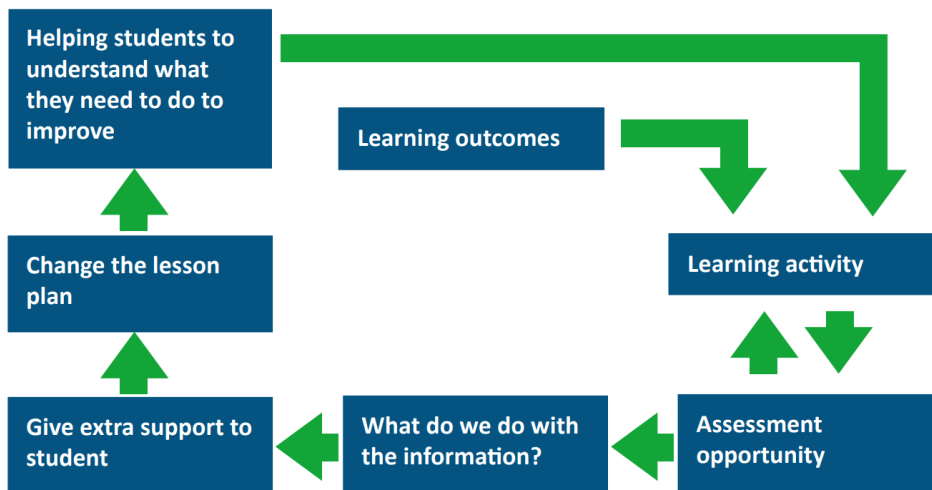 Helping students to
understand what
they need to do to
improve
Learning outcomes
Change the lesson
plan
Learning activity
Give extra support to
student
What do we do with
the information?
Assessment
opportunity